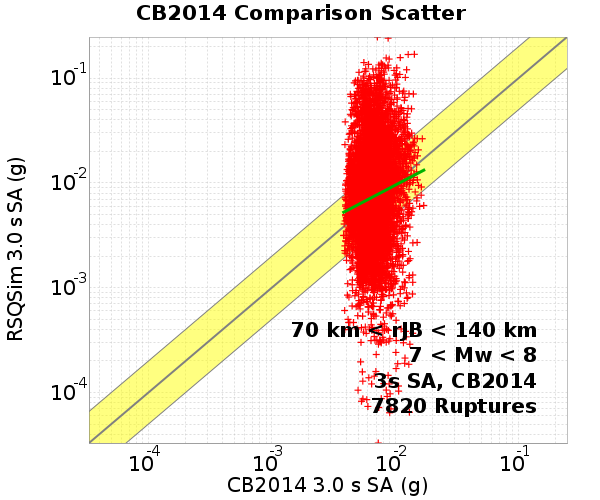 CB2014 Comparison Scatter
RSQSim 3.0 s SA (g)
10-1
10-2
10-3
10-4
70 km < rJB < 140 km
7 < Mw < 8
3s SA, CB2014
7820 Ruptures
10-4 10-3 10-2 10-1
CB2014 3.0 s SA (g)